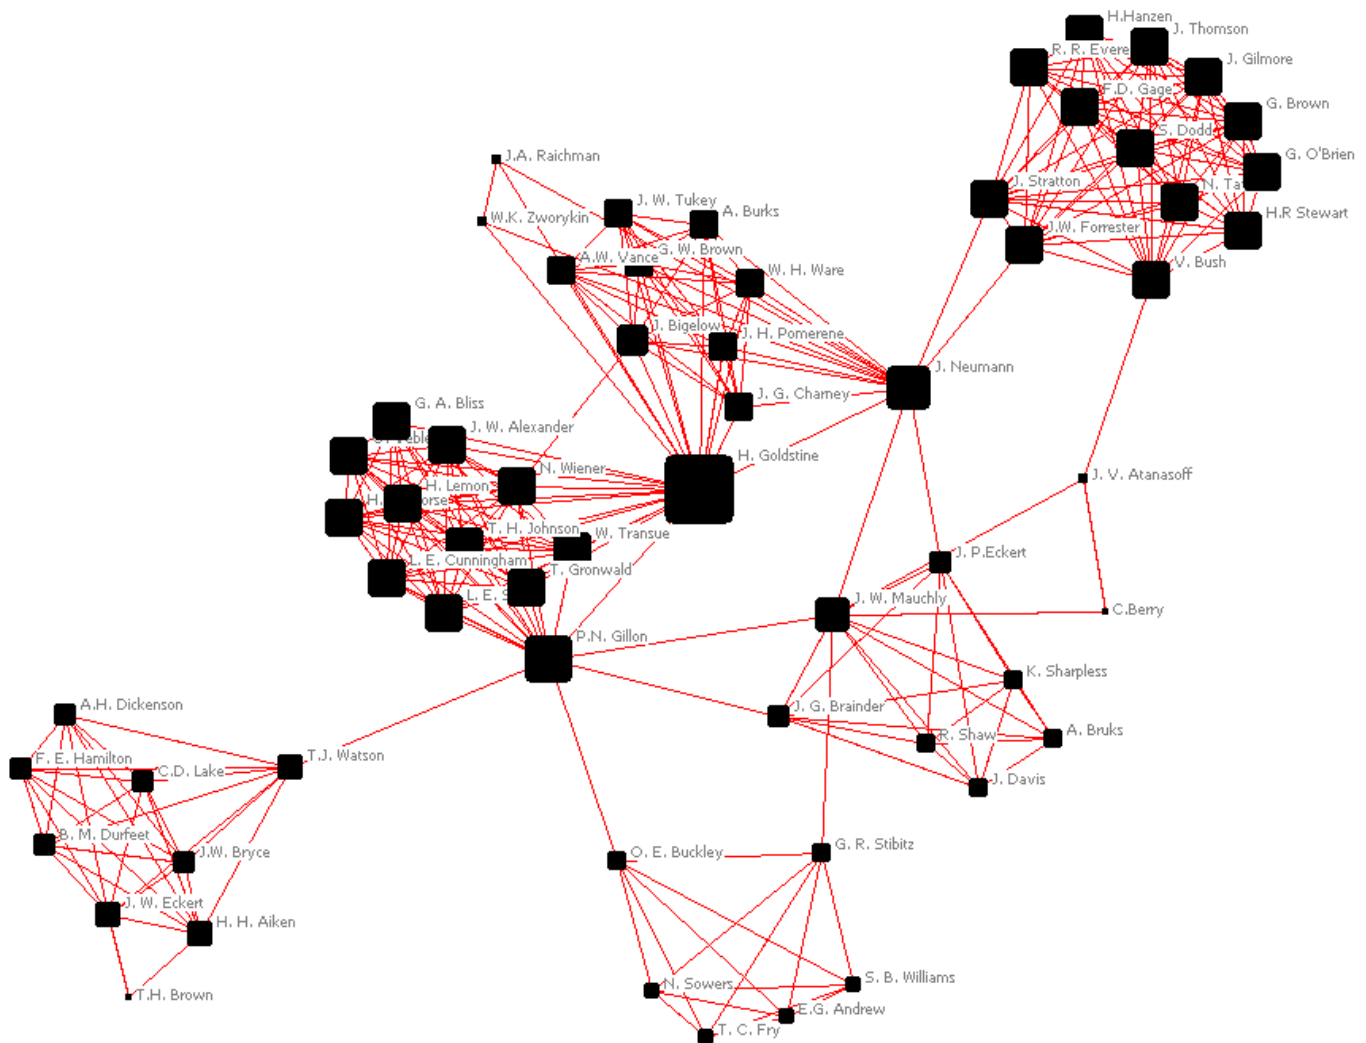 H.Hanzen
J. Thomson
R. R. Evere
J. Gilmore
F.D. Gage
G. Brown
S. Dodd
G. O'Brien
J. Stratton
N. Ta
H.R Stewart
J.W. Forrester
V. Bush
J.A. Raichman
W.K. Zworykin
J. W. Tukey
A. Burks
G. W. Brown
A.W. Vance
W. H. Ware
J. Bigelow
J. H. Pomerene
J. Neumann
J. G. Charney
G. A. Bliss
J. W. Alexander
H. Goldstine
N. Wiener
H. Lemon
J. V. Atanasoff
T. H. Johnson
W. Transue
L. E. Cunningham
T. Gronwald
L. E. S
J. P.Eckert
J. W. Mauchly
C.Berry
P.N. Gillon
K. Sharpless
J. G. Brainder
R. Shaw
A. Bruks
J. Davis
A.H. Dickenson
T.J. Watson
F. E. Hamilton
C.D. Lake
B. M. Durfeet
J.W. Bryce
J. W. Eckert
H. H. Aiken
T.H. Brown
O. E. Buckley
G. R. Stibitz
N. Sowers
S. B. Williams
E.G. Andrew
T. C. Fry